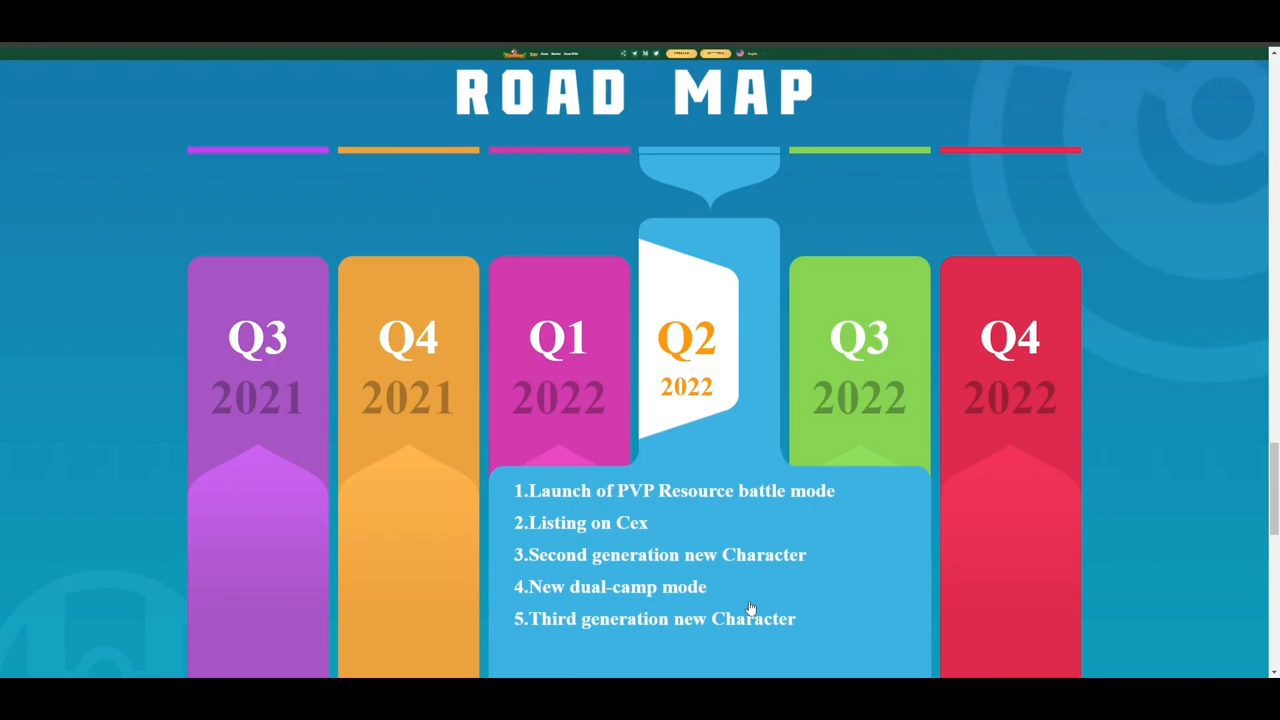 English
ROAD MAP
Q3
2021
Q4
2021
Q1
2022
Q2
2022
Q3
2022
Q4
2022
1.Launch of PVP Resource battle mode
2.Listing on Cex
3.Second generation new Character
4.New dual-camp mode
5.Third generation new Character